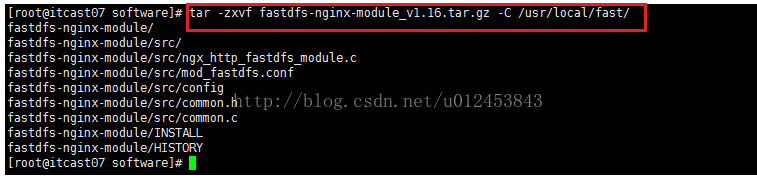 [root@itcast07 software]# tar -zxvf fastdfs-nginx-module_v1.16.tar.gz -C /usr/local/fast/
fastdfs-nginx-module/
fastdfs-nginx-module/src/
fastdfs-nginx-module/src/ngx_http_fastdfs_module.c
fastdfs-nginx-module/src/mod_fastdfs.conf
fastdfs-nginx-module/src/config
fastdfs-nginx-module/src/common.h
http://blog.csdn.net/u012453843
fastdfs-nginx-module/src/common.c
fastdfs-nginx-module/INSTALL
fastdfs-nginx-module/HISTORY
[root@itcast07 software]#